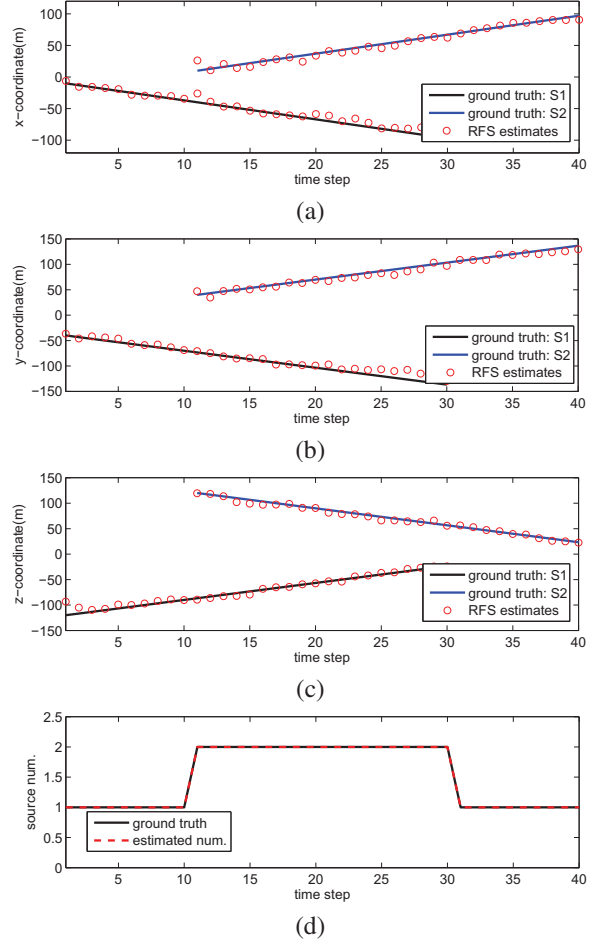 100
50
0
−50
−100
x−coordinate(m)
ground truth: S1
ground truth: S2
RFS estimates
5 10 15 20 25 30 35 40
time step
(a)
150
100
50
0
−50
−100
−150
y−coordinate(m)
ground truth: S1
ground truth: S2
RFS estimates
5 10 15 20 25 30 35 40
time step
(b)
150
100
50
0
−50
−100
−150
z−coordinate(m)
ground truth: S1
ground truth: S2
RFS estimates
5 10 15 20 25 30 35 40
time step
(c)
2.5
2
1.5
1
0.5
0
source num.
ground truth
estimated num.
5 10 15 20 25 30 35 40
time step
(d)